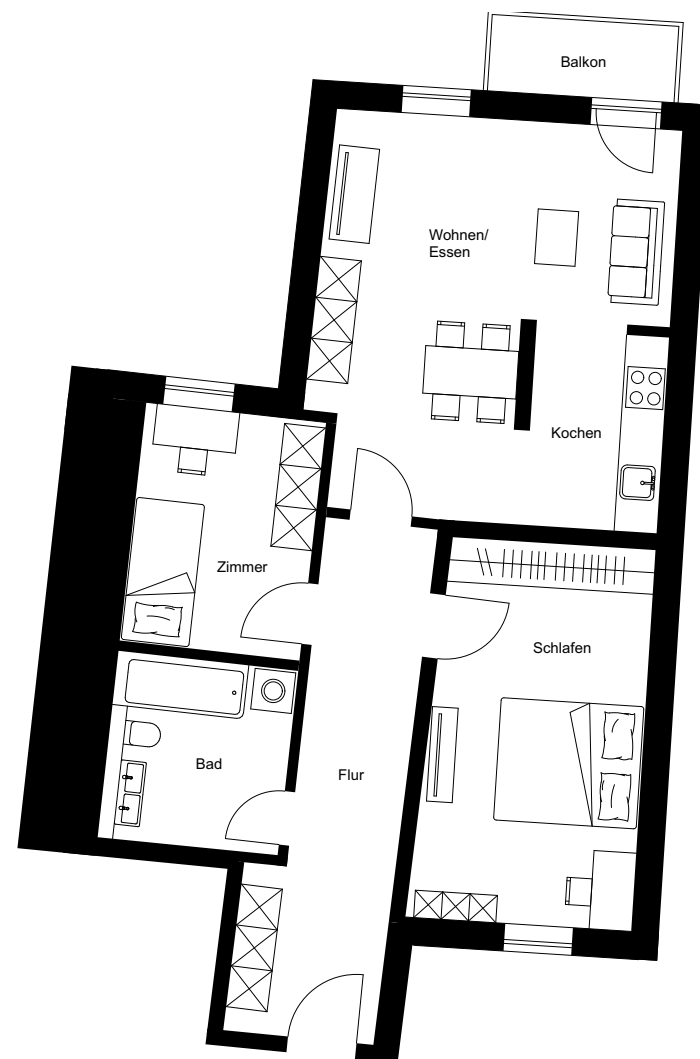 Balkon
Wohnen/
Essen
Kochen
Zimmer
Schlafen
Bad
Flur